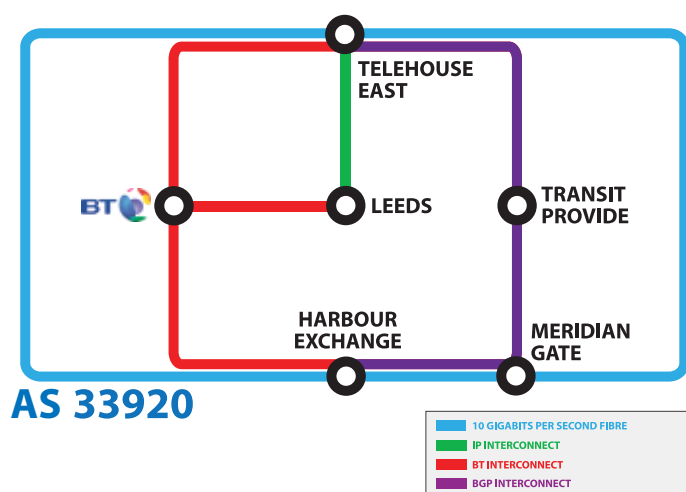 TELEHOUSE
EAST
BT
LEEDS
TRANSIT
PROVIDE
HARBOUR
EXCHANGE
MERIDIAN
GATE
AS 33920
10 GIGABITS PER SECOND FIBRE
IP INTERCONNECT
BT INTERCONNECT
BGP INTERCONNECT